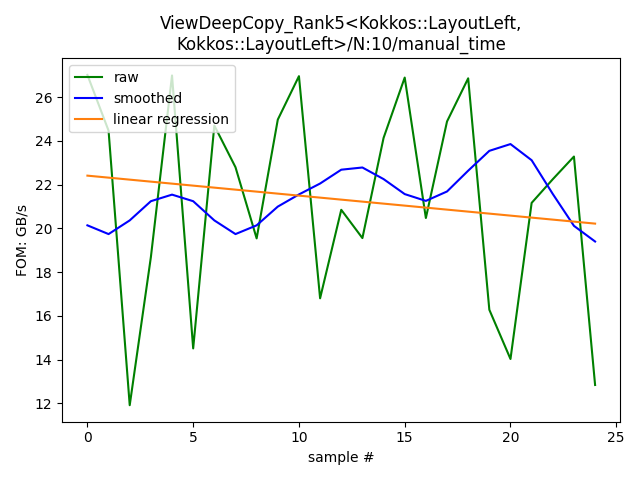 ViewDeepCopy_Rank5<Kokkos::LayoutLeft,
Kokkos::LayoutLeft>/N:10/manual_time
raw
smoothed
linear regression
FOM: GB/s
26
24
22
20
18
16
14
12
0
5
10
15
20
25
sample #